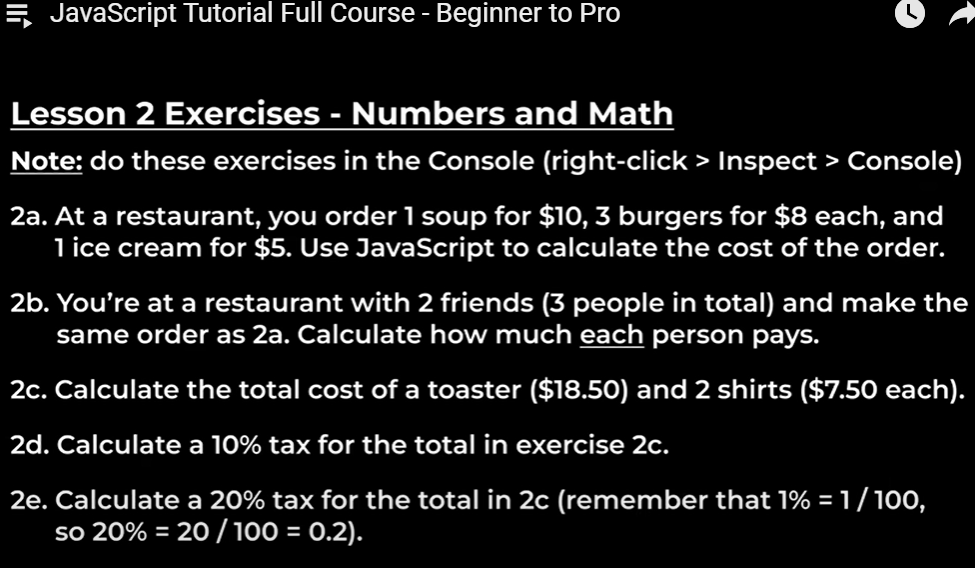 JavaScript Tutorial Full Course - Beginner to Pro
Lesson 2 Exercises - Numbers and Math
Note: do these exercises in the Console (right-click > Inspect > Console)
2a. At a restaurant, you order 1 soup for $10, 3 burgers for $8 each, and
1 ice cream for $5. Use JavaScript to calculate the cost of the order.
2b. You're at a restaurant with 2 friends (3 people in total) and make the
same order as 2a. Calculate how much each person pays.
2c. Calculate the total cost of a toaster ($18.50) and 2 shirts ($7.50 each).
2d. Calculate a 10% tax for the total in exercise 2c.
2e. Calculate a 20% tax for the total in 2c (remember that 1% = 1 / 100,
so 20% = 20 / 100 = 0.2).